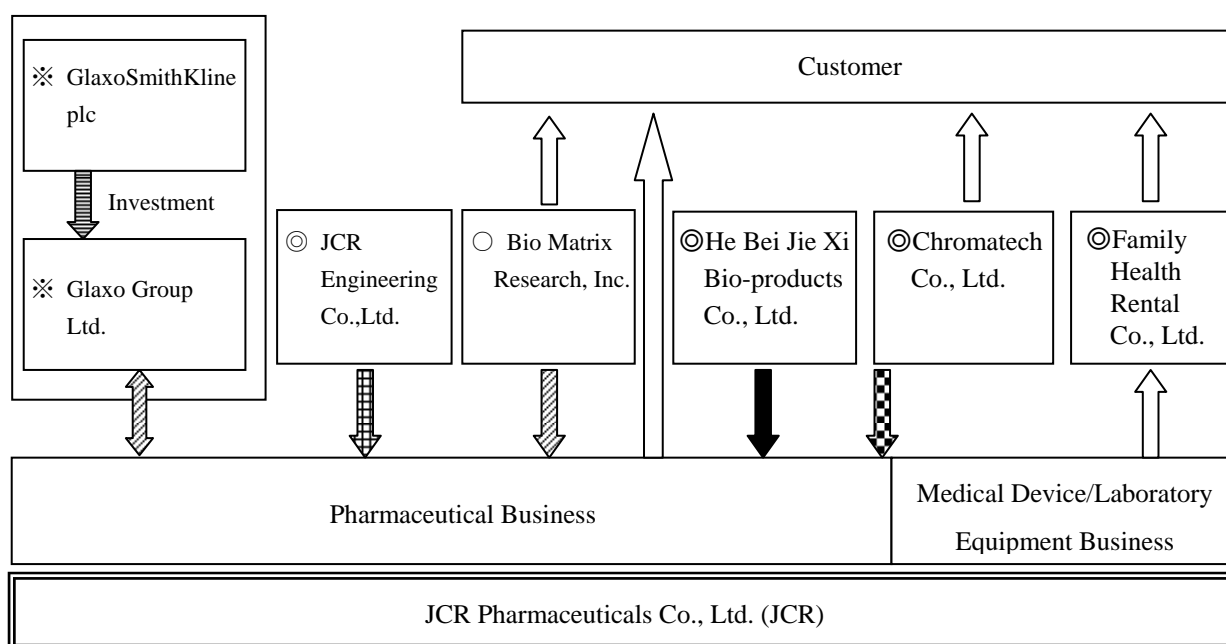 Customer
※ GlaxoSmithKline
plc
Investment
※ Glaxo Group
Ltd.
◎ JCR
Engineering
Co.,Ltd.
○ Bio Matrix
Research, Inc.
◎He Bei Jie Xi
Bio-products
Co., Ltd.
◎Chromatech
Co., Ltd.
◎Family
Health
Rental
Co., Ltd.
Pharmaceutical Business
Medical Device/Laboratory
Equipment Business
JCR Pharmaceuticals Co., Ltd. (JCR)